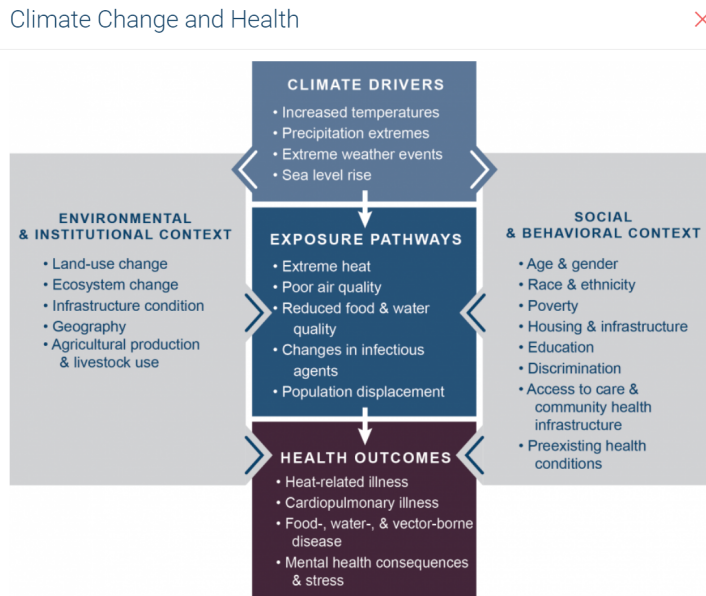 Climate Change and Health
CLIMATE DRIVERS
• Increased temperatures
• Precipitation extremes
• Extreme weather events
• Sea level rise
ENVIRONMENTAL
& INSTITUTIONAL CONTEXT
• Land-use change
• Ecosystem change
• Infrastructure condition
• Geography
• Agricultural production
& livestock use
EXPOSURE PATHWAYS
• Extreme heat
• Poor air quality
• Reduced food & water
quality
• Changes in infectious
agents
• Population displacement
SOCIAL
& BEHAVIORAL CONTEXT
• Age & gender
• Race & ethnicity
• Poverty
• Housing & infrastructure
• Education
• Discrimination
• Access to care &
community health
infrastructure
• Preexisting health
conditions
HEALTH OUTCOMES
• Heat-related illness
• Cardiopulmonary illness
• Food-, water-, & vector-borne
disease
• Mental health consequences
& stress